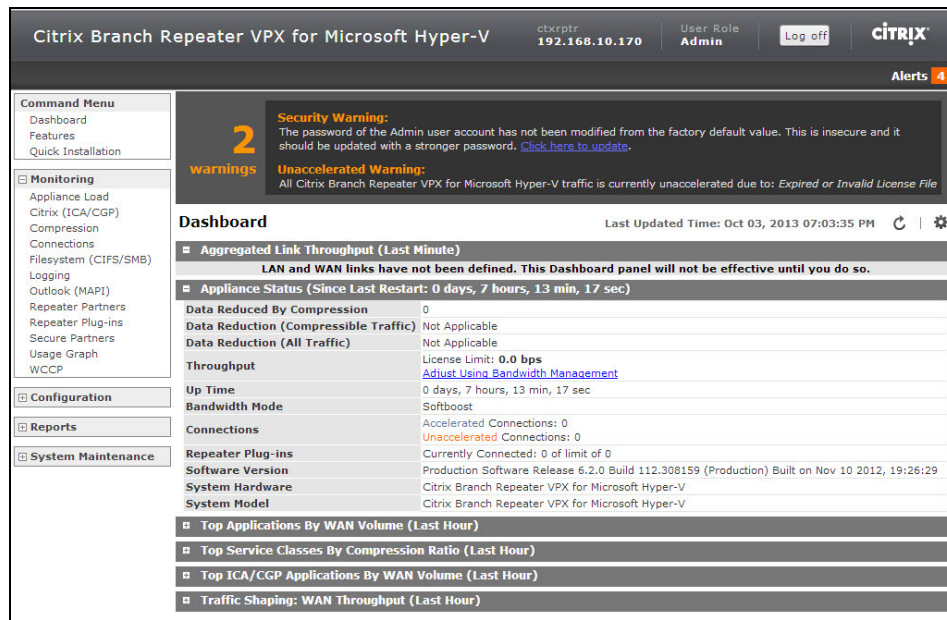 Citrix Branch Repeater VPX for Microsoft Hyper-V
ctxrptr
192.168.10.170
User Role
Admin
Log off
CITRIX
Alerts 4
Command Menu
Dashboard
Features
Quick Installation
Monitoring
Appliance Load
Citrix (ICA/CGP)
Compression
Connections
Filesystem (CIFS/SMB)
Logging
Outlook (MAPI)
Repeater Partners
Repeater Plug-ins
Secure Partners
Usage Graph
WCCP
Configuration
Reports
System Maintenance
2
warnings
Security Warning:
The password of the Admin user account has not been modified from the factory default value. This is insecure and it
should be updated with a stronger password. Click here to update.
Unaccelerated Warning:
All Citrix Branch Repeater VPX for Microsoft Hyper-V traffic is currently unaccelerated due to: Expired or Invalid License File
Dashboard
Last Updated Time: Oct 03, 2013 07:03:35 PM
Aggregated Link Throughput (Last Minute)
LAN and WAN links have not been defined. This Dashboard panel will not be effective until you do so.
Appliance Status (Since Last Restart: 0 days, 7 hours, 13 min, 17 sec)
Data Reduced By Compression 0
Data Reduction (Compressible Traffic) Not Applicable
Data Reduction (All Traffic) Not Applicable
Throughput
License Limit: 0.0 bps
Adjust Using Bandwidth Management
Up Time 0 days, 7 hours, 13 min, 17 sec
Bandwidth Mode Softboost
Connections
Accelerated Connections: 0
Unaccelerated Connections: 0
Repeater Plug-ins Currently Connected: 0 of limit of 0
Software Version Production Software Release 6.2.0 Build 112.308159 (Production) Built on Nov 10 2012, 19:26:29
System Hardware Citrix Branch Repeater VPX for Microsoft Hyper-V
System Model Citrix Branch Repeater VPX for Microsoft Hyper-V
Top Applications By WAN Volume (Last Hour)
Top Service Classes By Compression Ratio (Last Hour)
Top ICA/CGP Applications By WAN Volume (Last Hour)
Traffic Shaping: WAN Throughput (Last Hour)